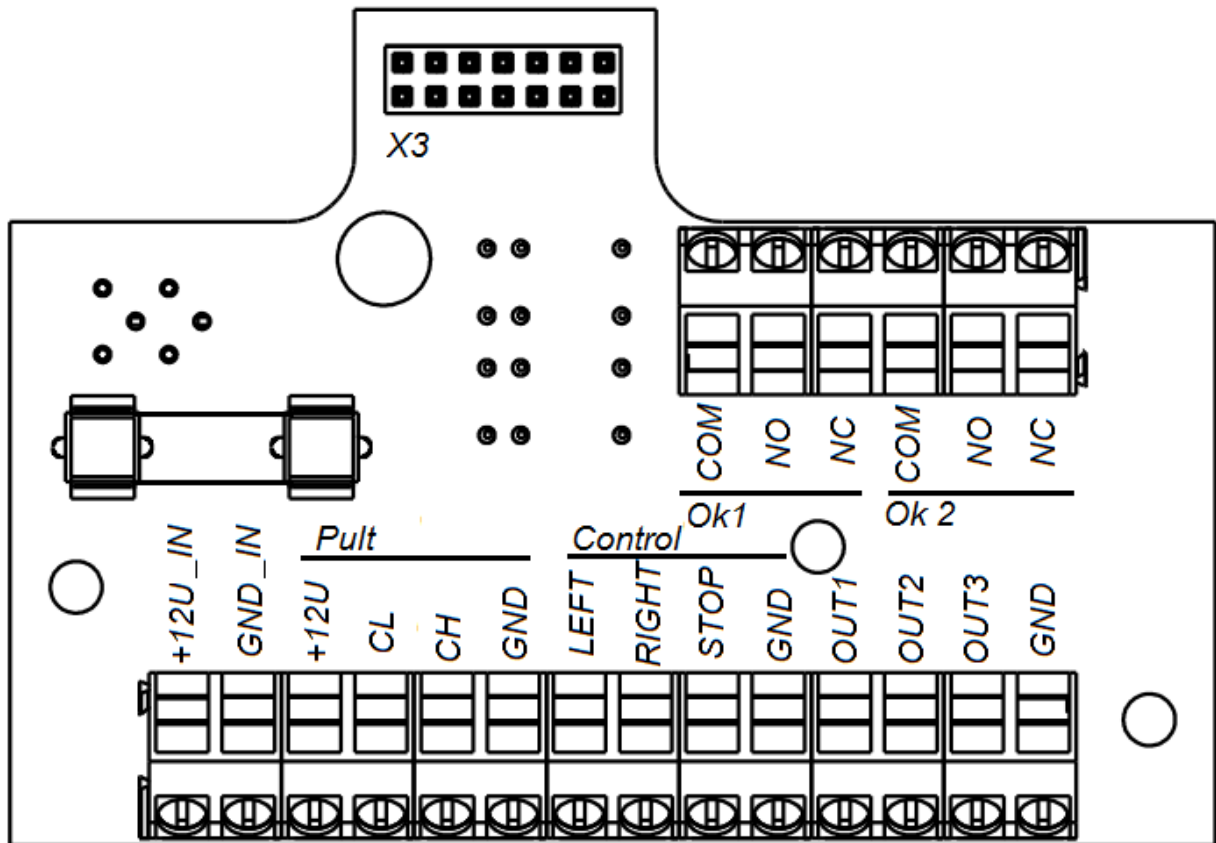 X3
COM NO NC COM NO NC
Ok1 Ok 2
Pult Control
+12U_IN GND_IN +12U CL CH GND LEFT RIGHT STOP GND OUT1 OUT2 OUT3 GND